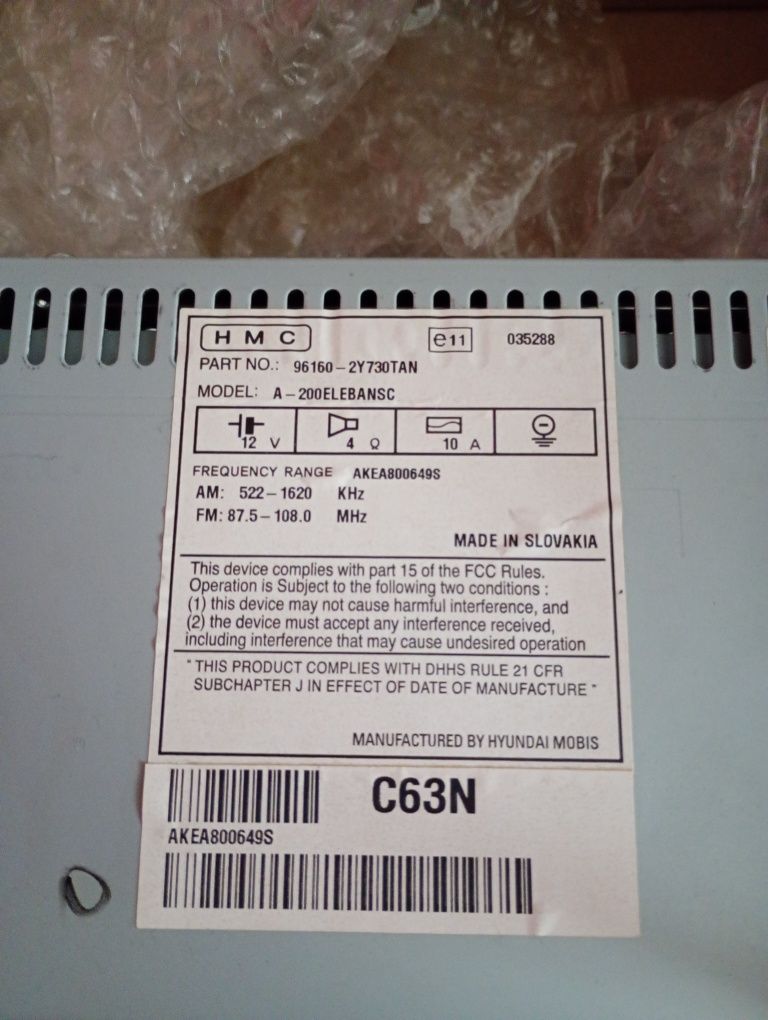 HMC e11 035288
PART NO.: 96160-2Y730TAN
MODEL: A-200ELEBANSC
12 V 4 Ω 10 A
FREQUENCY RANGE AKEA800649S
AM: 522-1620 KHz
FM: 87.5-108.0 MHz
MADE IN SLOVAKIA
This device complies with part 15 of the FCC Rules.
Operation is Subject to the following two conditions :
(1) this device may not cause harmful interference, and
(2) the device must accept any interference received,
including interference that may cause undesired operation
" THIS PRODUCT COMPLIES WITH DHHS RULE 21 CFR
SUBCHAPTER J IN EFFECT OF DATE OF MANUFACTURE "
MANUFACTURED BY HYUNDAI MOBIS
C63N
AKEA800649S